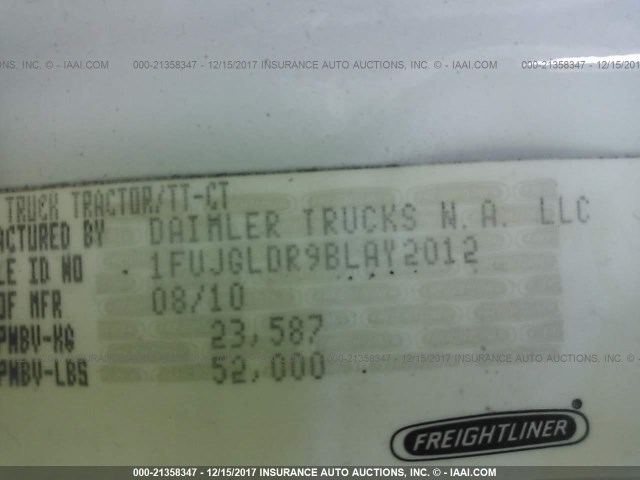 INC. - IAAI.COM 000-21358347 - 12/15/2017 INSURANCE AUTO AUCTIONS, INC. - IAAI.COM 000-21358347 - 12/15/2017
TRUCK TRACTOR/TT-CT
ACTURED BY DAIMLER TRUCKS N.A. LLC
LE ID NO 1FUJGLDR9BLAY2012
OF MFR 08/10
PMBV-KG 23,587
PMBV-LBS 52,000
FREIGHTLINER
000-21358347 - 12/15/2017 INSURANCE AUTO AUCTIONS, INC. - IAAI.COM